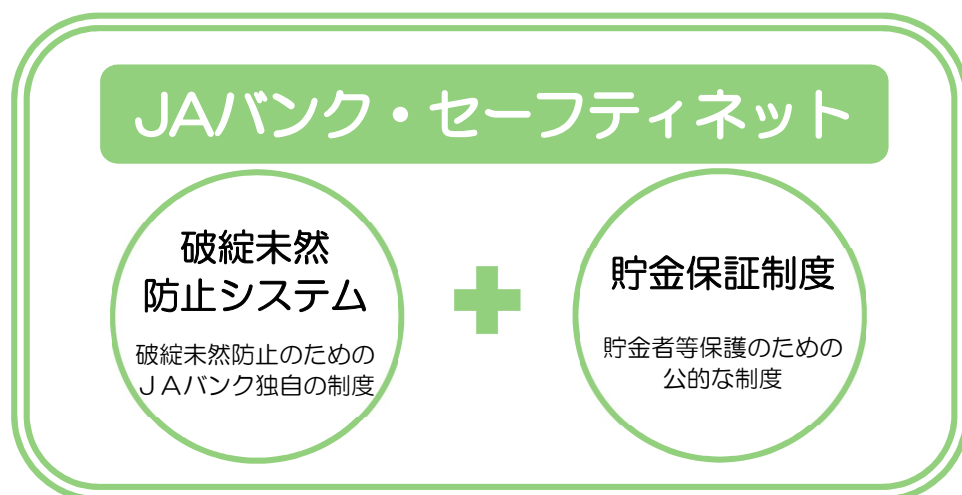 JAバンク・セーフティネット
破綻未然
防止システム
破綻未然防止のための
ＪＡバンク独自の制度
貯金保証制度
貯金者等保護のための
公的な制度